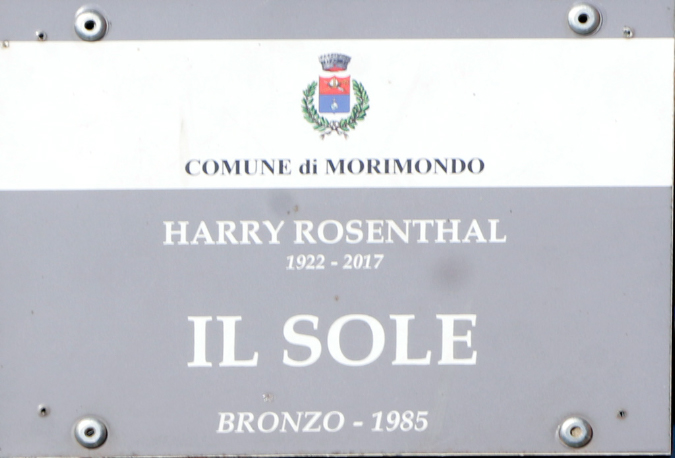 COMUNE di MORIMONDO
HARRY ROSENTHAL
1922 - 2017
IL SOLE
BRONZO - 1985